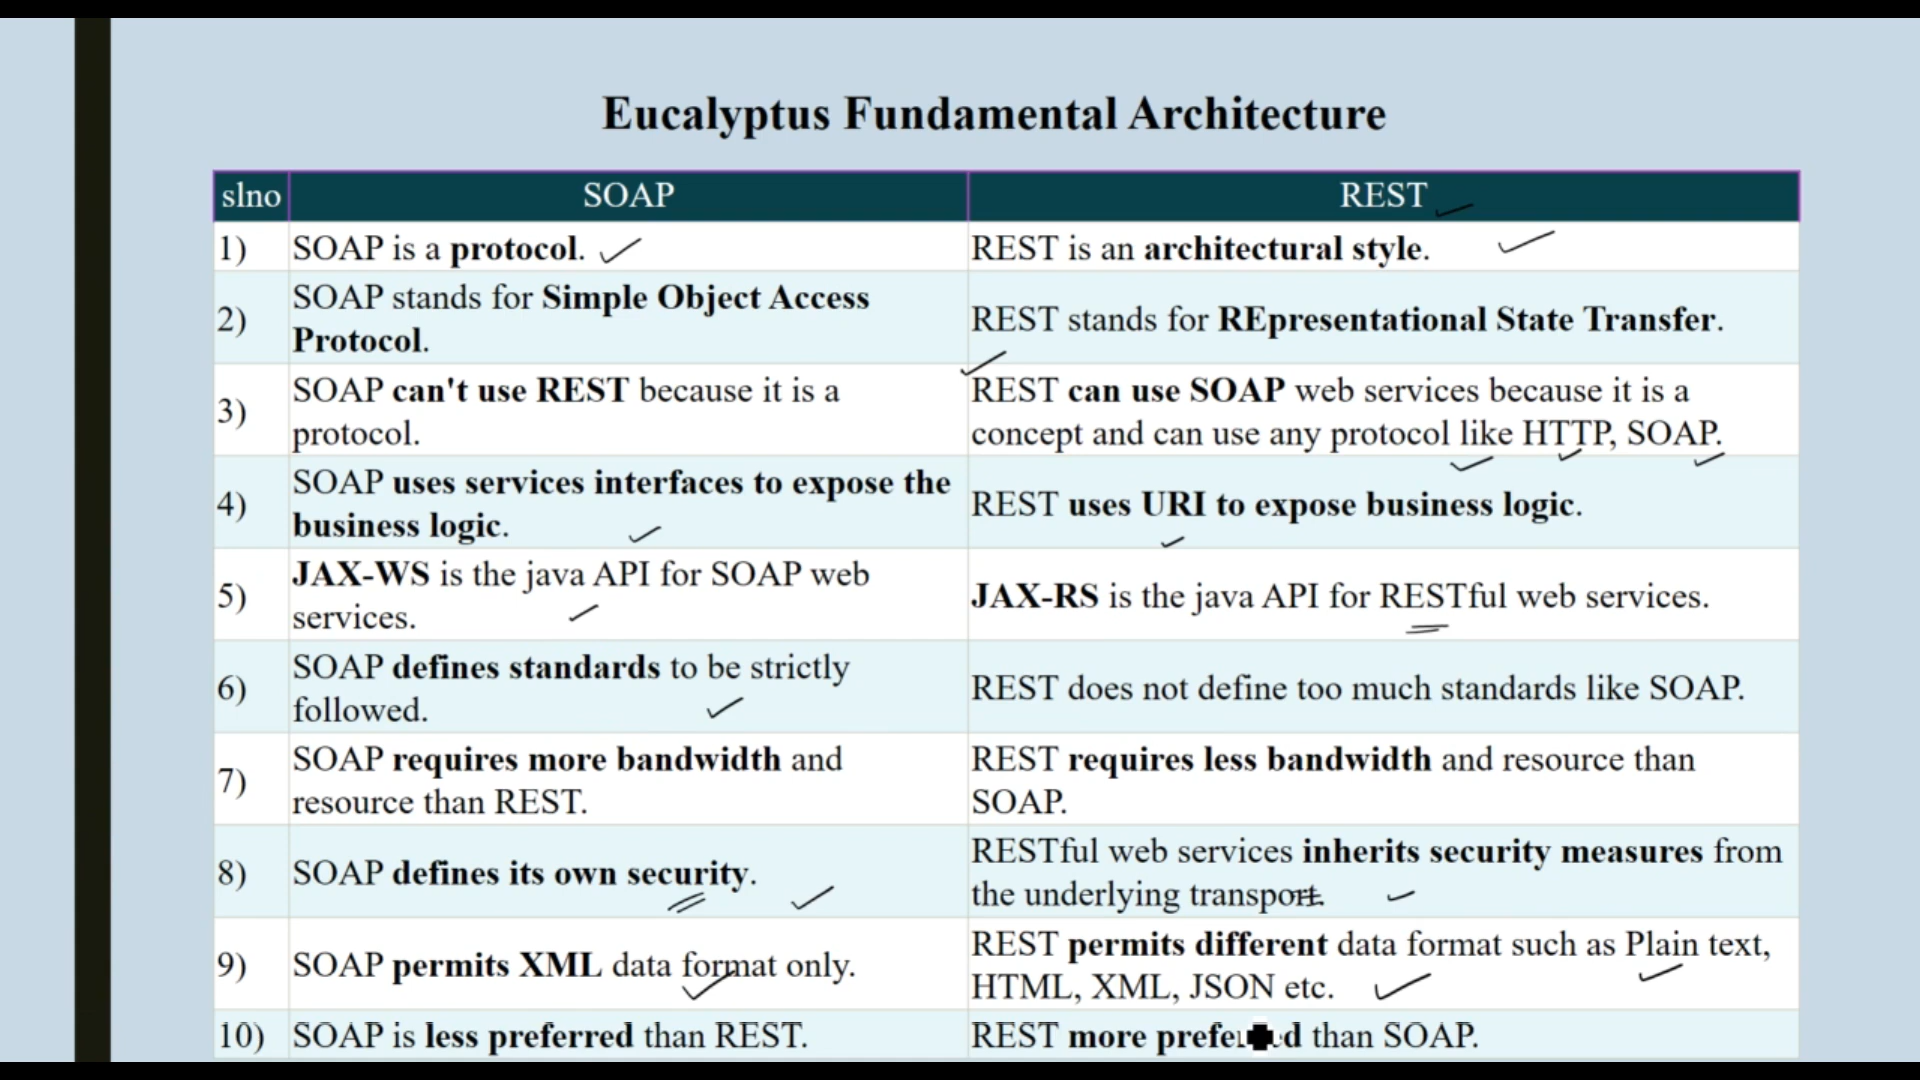 Eucalyptus Fundamental Architecture
slno SOAP REST
1) SOAP is a protocol. REST is an architectural style.
2) SOAP stands for Simple Object Access
Protocol.
REST stands for REpresentational State Transfer.
3) SOAP can't use REST because it is a
protocol.
REST can use SOAP web services because it is a
concept and can use any protocol like HTTP, SOAP.
4) SOAP uses services interfaces to expose the
business logic.
REST uses URI to expose business logic.
5) JAX-WS is the java API for SOAP web
services.
JAX-RS is the java API for RESTful web services.
6) SOAP defines standards to be strictly
followed.
REST does not define too much standards like SOAP.
7) SOAP requires more bandwidth and
resource than REST.
REST requires less bandwidth and resource than
SOAP.
8) SOAP defines its own security.
RESTful web services inherits security measures from
the underlying transport.
9) SOAP permits XML data format only.
REST permits different data format such as Plain text,
HTML, XML, JSON etc.
10) SOAP is less preferred than REST. REST more preferred than SOAP.